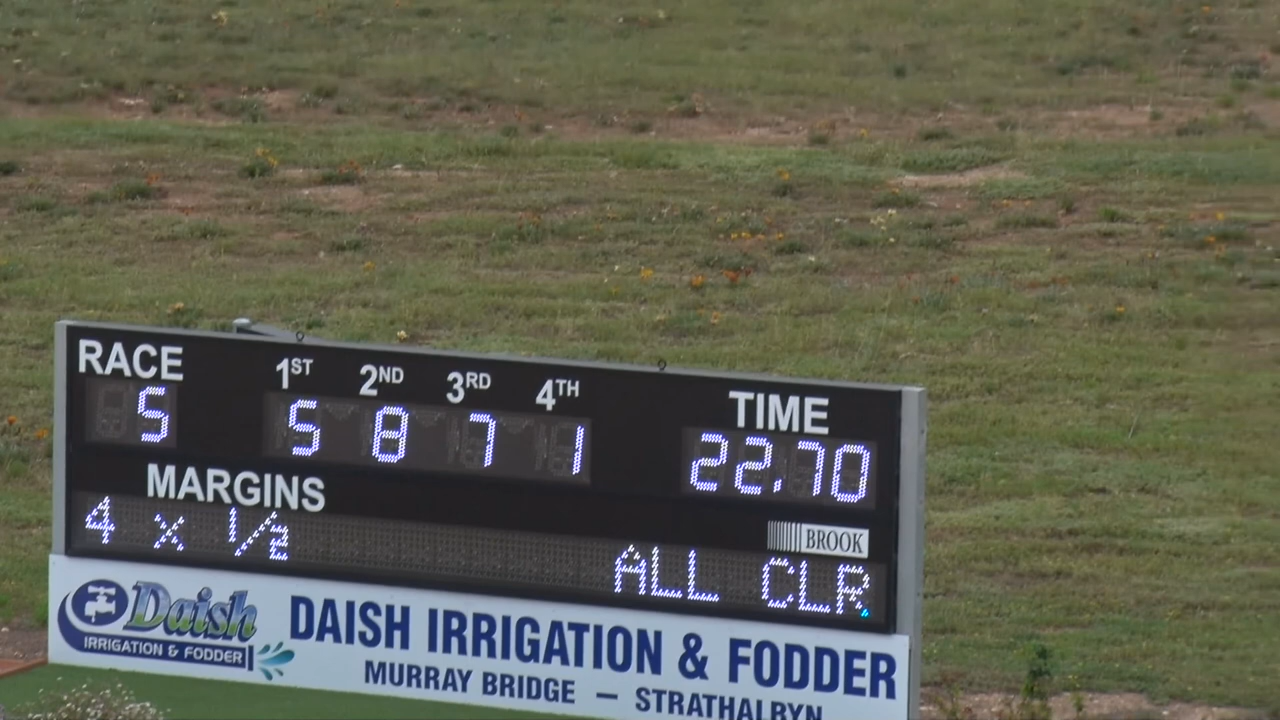 RACE 1ST 2ND 3RD 4TH TIME
5 5 8 7 1 22.70
MARGINS
BROOK
4 x 1/2 ALL CLR
Daish DAISH IRRIGATION & FODDER
IRRIGATION & FODDER
MURRAY BRIDGE — STRATHALBYN